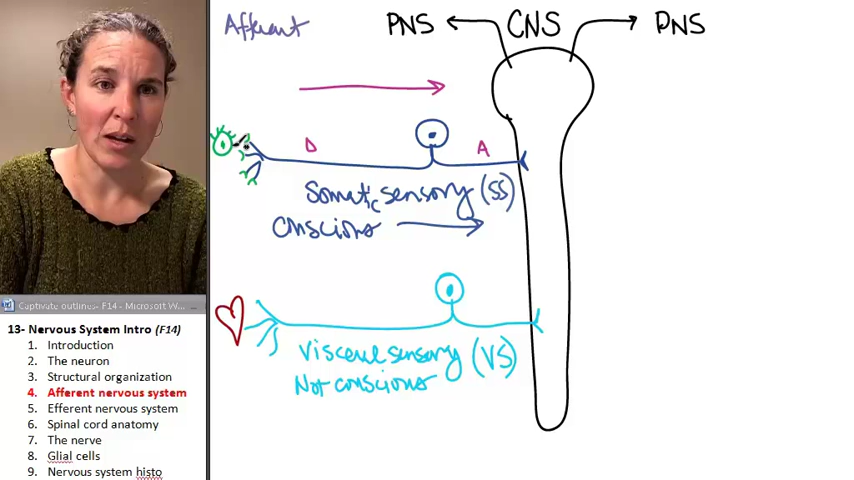 Afferent
PNS
CNS
PNS
D
A
Somatic sensory (SS)
Conscious
Visceral sensory (VS)
Not conscious
Captivate outlines- F14 - Microsoft W...
13- Nervous System Intro (F14)
1. Introduction
2. The neuron
3. Structural organization
4. Afferent nervous system
5. Efferent nervous system
6. Spinal cord anatomy
7. The nerve
8. Glial cells
9. Nervous system histo